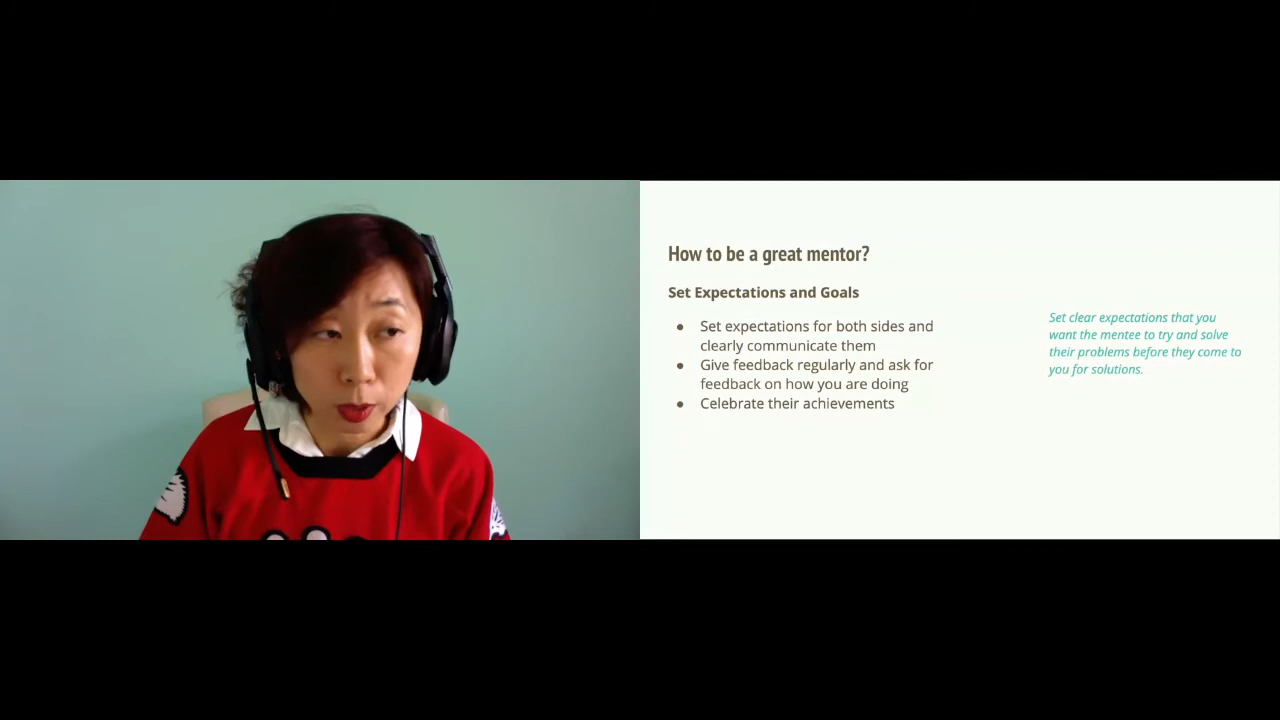 How to be a great mentor?
Set Expectations and Goals
● Set expectations for both sides and
clearly communicate them
● Give feedback regularly and ask for
feedback on how you are doing
● Celebrate their achievements
Set clear expectations that you
want the mentee to try and solve
their problems before they come to
you for solutions.